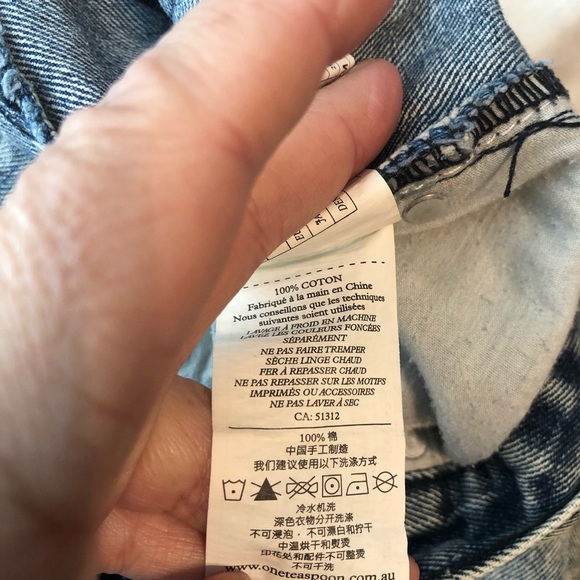 100% COTON
Fabriqué à la main en Chine
Nous conseillons que les techniques
suivantes soient utilisées
LAVAGE À FROID EN MACHINE
LAVEZ LES COULEURS FONCÉES
SÉPARÉMENT
NE PAS FAIRE TREMPER
SÈCHE LINGE CHAUD
FER À REPASSER CHAUD
NE PAS REPASSER SUR LES MOTIFS
IMPRIMÉS OU ACCESSOIRES
NE PAS LAVER À SEC
CA: 51312
100% 棉
中国手工制造
我们建议使用以下洗涤方式
冷水机洗
深色衣物分开洗涤
不可浸泡，不可漂白和拧干
中温烘干和熨烫
印花处和配件不可整烫
不可干洗
www.oneteaspoon.com.au